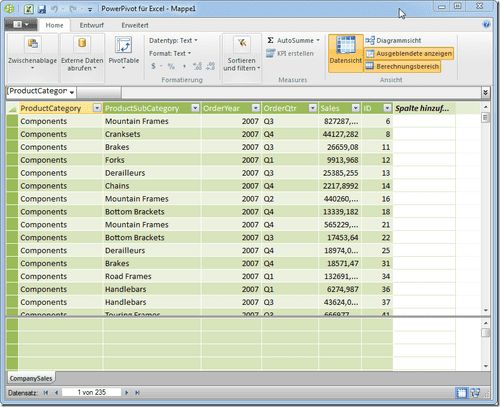 PowerPivot für Excel - Mappe1
Home Entwurf Erweitert
Zwischenablage
Externe Daten abrufen
PivotTable
Datentyp: Text
Format: Text
$ % ,
Formatierung
Sortieren und filtern
Σ AutoSumme
KPI erstellen
Measures
Datensicht
Diagrammsicht
Ausgeblendete anzeigen
Berechnungsbereich
Ansicht
[ProductCategor
ProductCategory ProductSubCategory OrderYear OrderQtr Sales ID Spalte hinzuf...
Components Mountain Frames 2007 Q3 827287,... 6
Components Cranksets 2007 Q4 44127,282 8
Components Brakes 2007 Q3 26659,08 11
Components Forks 2007 Q1 9913,968 12
Components Derailleurs 2007 Q3 25385,255 13
Components Chains 2007 Q4 2217,8992 14
Components Mountain Frames 2007 Q2 440260,... 16
Components Bottom Brackets 2007 Q4 13339,182 18
Components Mountain Frames 2007 Q4 565229,... 21
Components Bottom Brackets 2007 Q3 17453,64 22
Components Derailleurs 2007 Q4 18974,0... 25
Components Brakes 2007 Q4 18571,47 31
Components Road Frames 2007 Q1 132691,... 34
Components Handlebars 2007 Q1 6274,987 36
Components Handlebars 2007 Q3 43624,0... 37
Components Touring Frames 2007 Q3 666977,... 41
CompanySales
Datensatz: 1 von 235